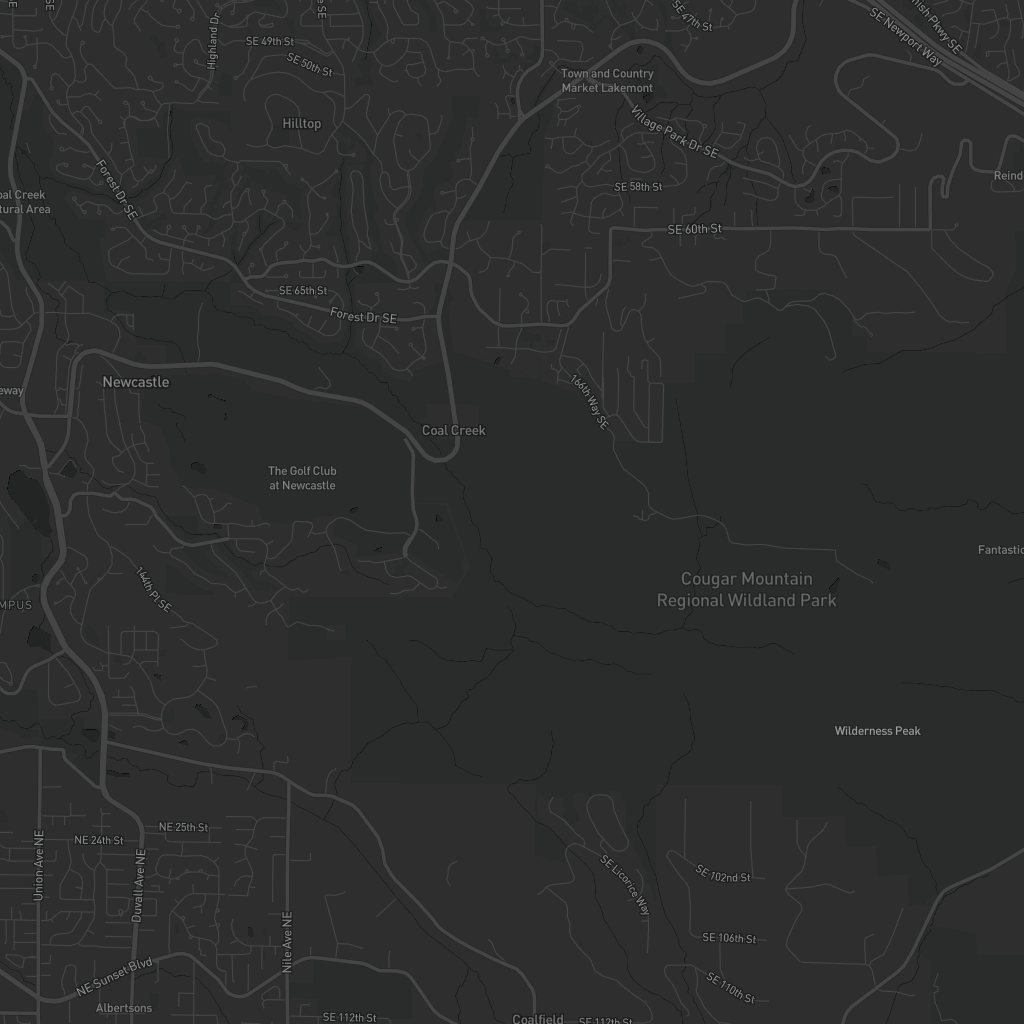 SE 47th St
SE Newport Way
Pkwy SE
Highland Dr
SE 49th St
SE 50th St
Town and Country
Market Lakemont
Hilltop
Village Park Dr SE
Forest Dr SE
SE 58th St
Reind
oal Creek
tural Area
SE 60th St
SE 65th St
Forest Dr SE
Newcastle
eway
166th Way SE
Coal Creek
The Golf Club
at Newcastle
Fantastic
144th Pl SE
Cougar Mountain
Regional Wildland Park
MPUS
Wilderness Peak
NE 25th St
NE 24th St
Union Ave NE
Duvall Ave NE
SE Licorice Way
SE 102nd St
Nile Ave NE
SE 106th St
NE Sunset Blvd
SE 110th St
Albertsons
SE 112th St
Coalfield
SE 112th St